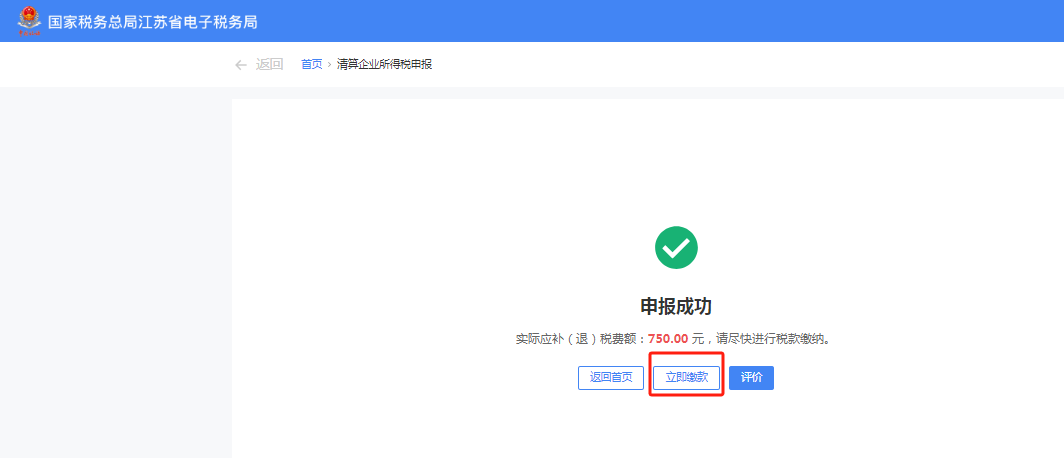 国家税务总局江苏省电子税务局
← 返回 首页 › 清算企业所得税申报
申报成功
实际应补（退）税费额：750.00 元，请尽快进行税款缴纳。
返回首页 立即缴款 评价